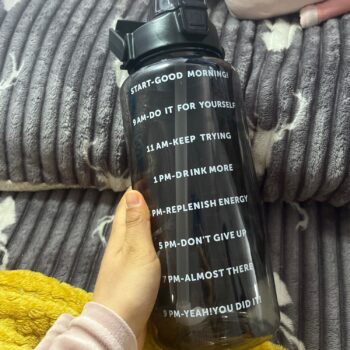 START-GOOD MORNING!
9 AM-DO IT FOR YOURSELF
11 AM-KEEP TRYING
1 PM-DRINK MORE
PM-REPLENISH ENERGY
5 PM-DON'T GIVE UP
7 PM-ALMOST THERE
9 PM-YEAH!YOU DID IT!